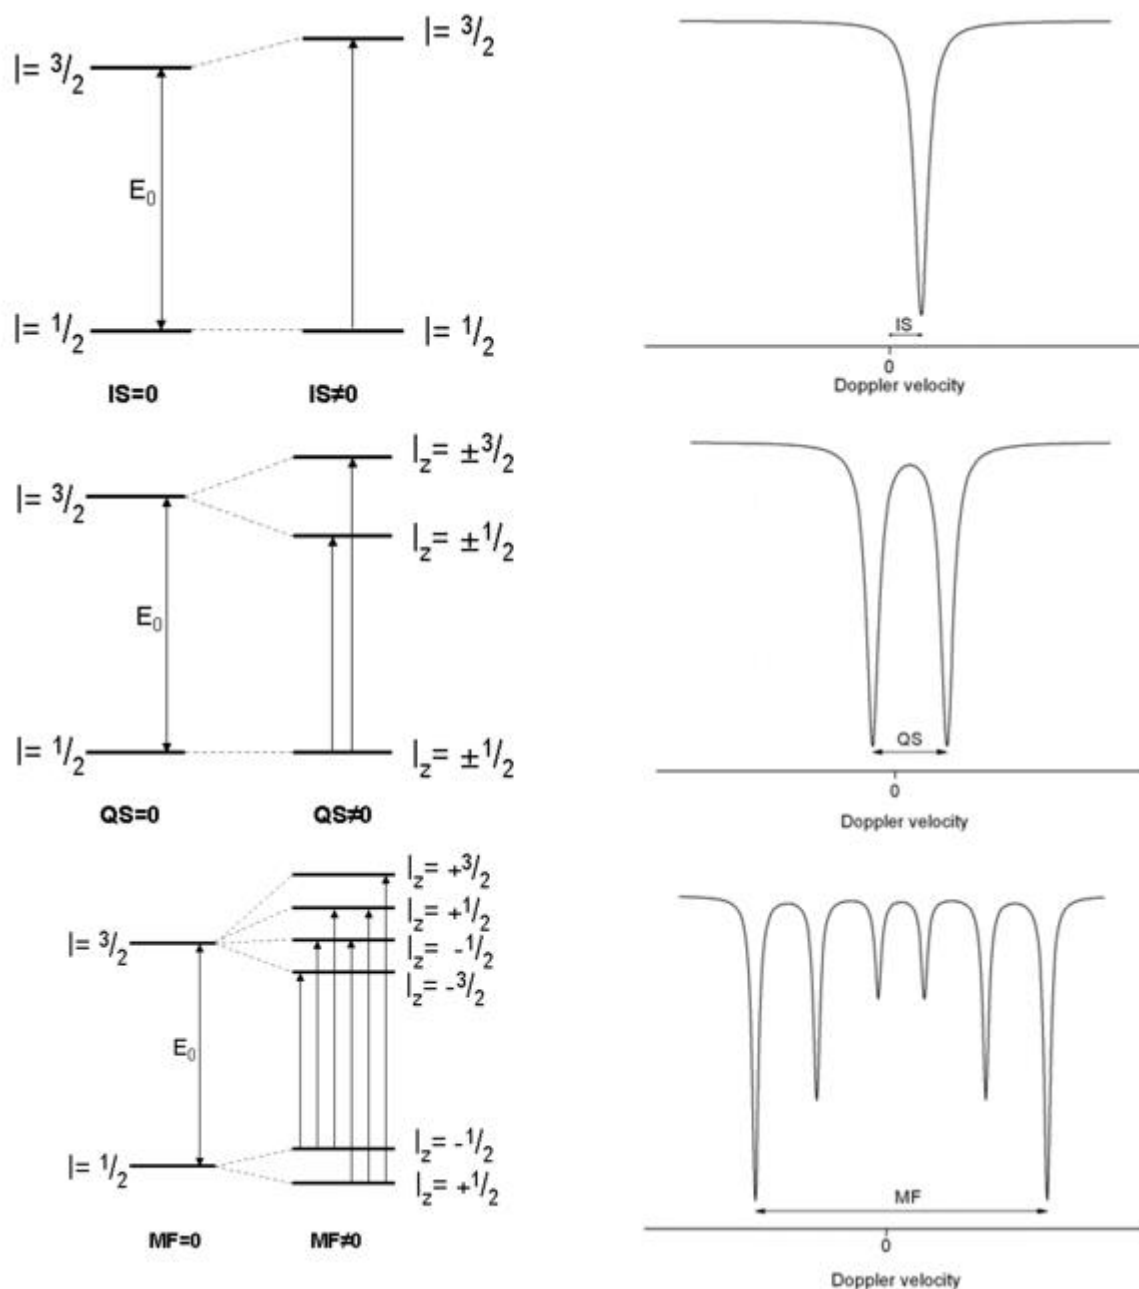 I= 3/2
I= 3/2
E0
I= 1/2
I= 1/2
IS=0
IS≠0
IS
0
Doppler velocity
Iz= ±3/2
I= 3/2
Iz= ±1/2
E0
I= 1/2
Iz= ±1/2
QS=0
QS≠0
QS
0
Doppler velocity
Iz= +3/2
Iz= +1/2
I= 3/2
Iz= -1/2
Iz= -3/2
E0
Iz= -1/2
I= 1/2
Iz= +1/2
MF=0
MF≠0
MF
0
Doppler velocity